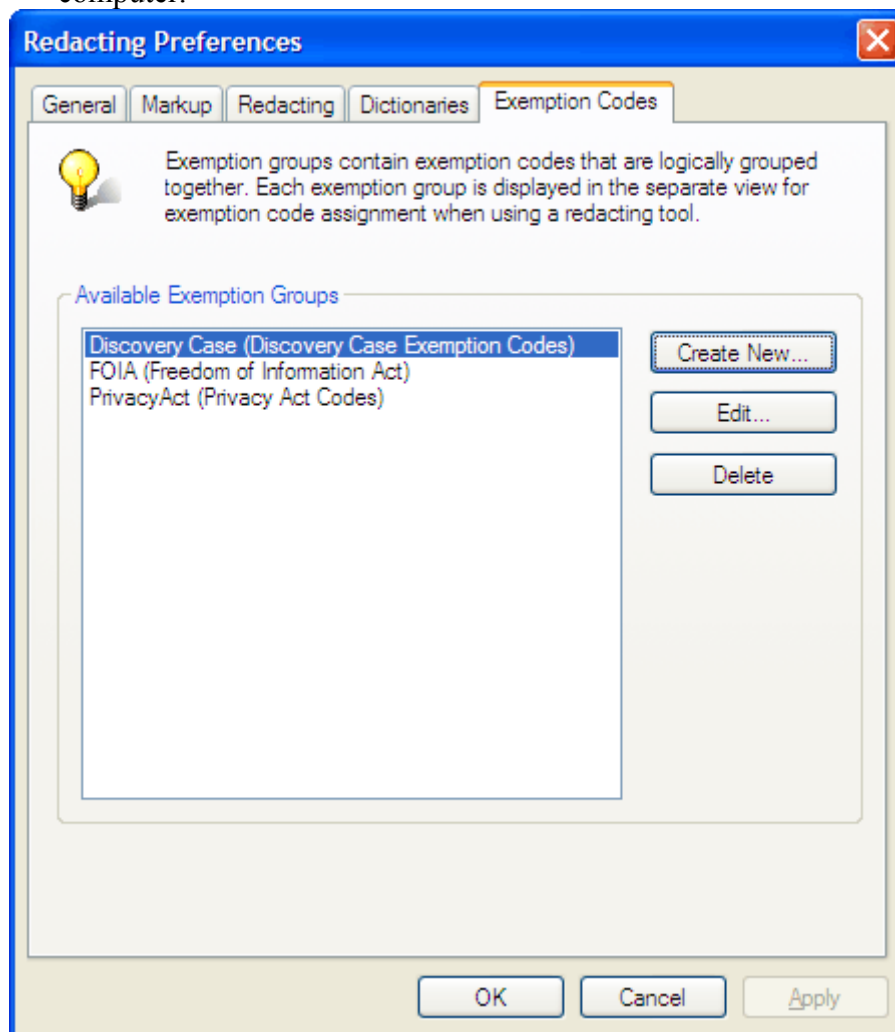 computer.
Redacting Preferences
General Markup Redacting Dictionaries Exemption Codes
Exemption groups contain exemption codes that are logically grouped
together. Each exemption group is displayed in the separate view for
exemption code assignment when using a redacting tool.
Available Exemption Groups
Discovery Case (Discovery Case Exemption Codes)
FOIA (Freedom of Information Act)
PrivacyAct (Privacy Act Codes)
Create New...
Edit...
Delete
OK Cancel Apply